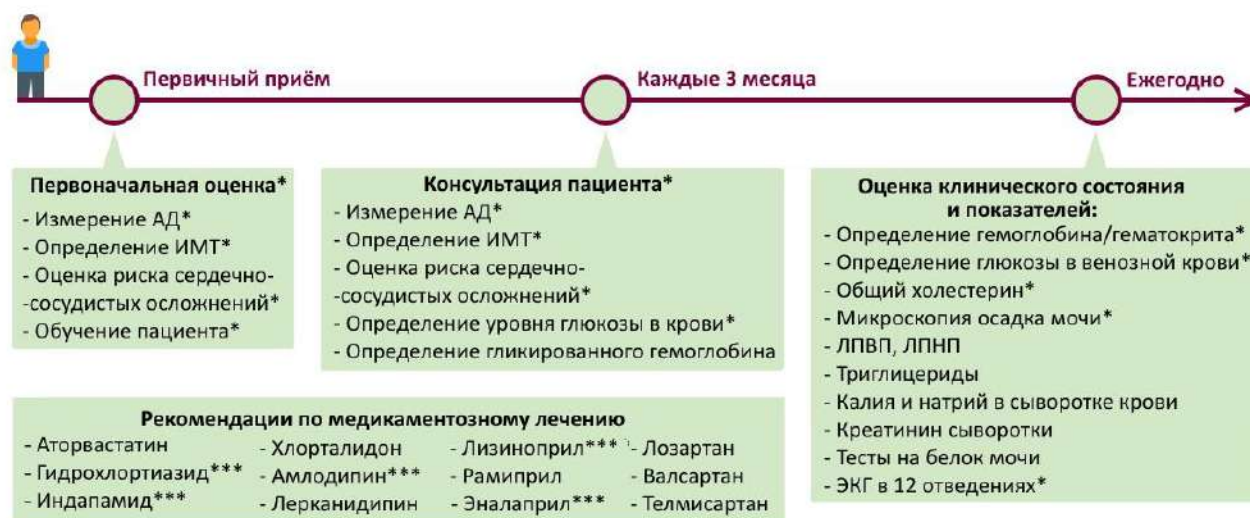 Первичный приём
Каждые 3 месяца
Ежегодно
Первоначальная оценка*
- Измерение АД*
- Определение ИМТ*
- Оценка риска сердечно-
-сосудистых осложнений*
- Обучение пациента*
Консультация пациента*
- Измерение АД*
- Определение ИМТ*
- Оценка риска сердечно-
-сосудистых осложнений*
- Определение уровня глюкозы в крови*
- Определение гликированного гемоглобина
Оценка клинического состояния
и показателей:
- Определение гемоглобина/гематокрита*
- Определение глюкозы в венозной крови*
- Общий холестерин*
- Микроскопия осадка мочи*
- ЛПВП, ЛПНП
- Триглицериды
- Калия и натрий в сыворотке крови
- Креатинин сыворотки
- Тесты на белок мочи
- ЭКГ в 12 отведениях*
Рекомендации по медикаментозному лечению
- Аторвастатин
- Гидрохлортиазид***
- Индапамид***
- Хлорталидон
- Амлодипин***
- Лерканидипин
- Лизиноприл***
- Рамиприл
- Эналаприл***
- Лозартан
- Валсартан
- Телмисартан